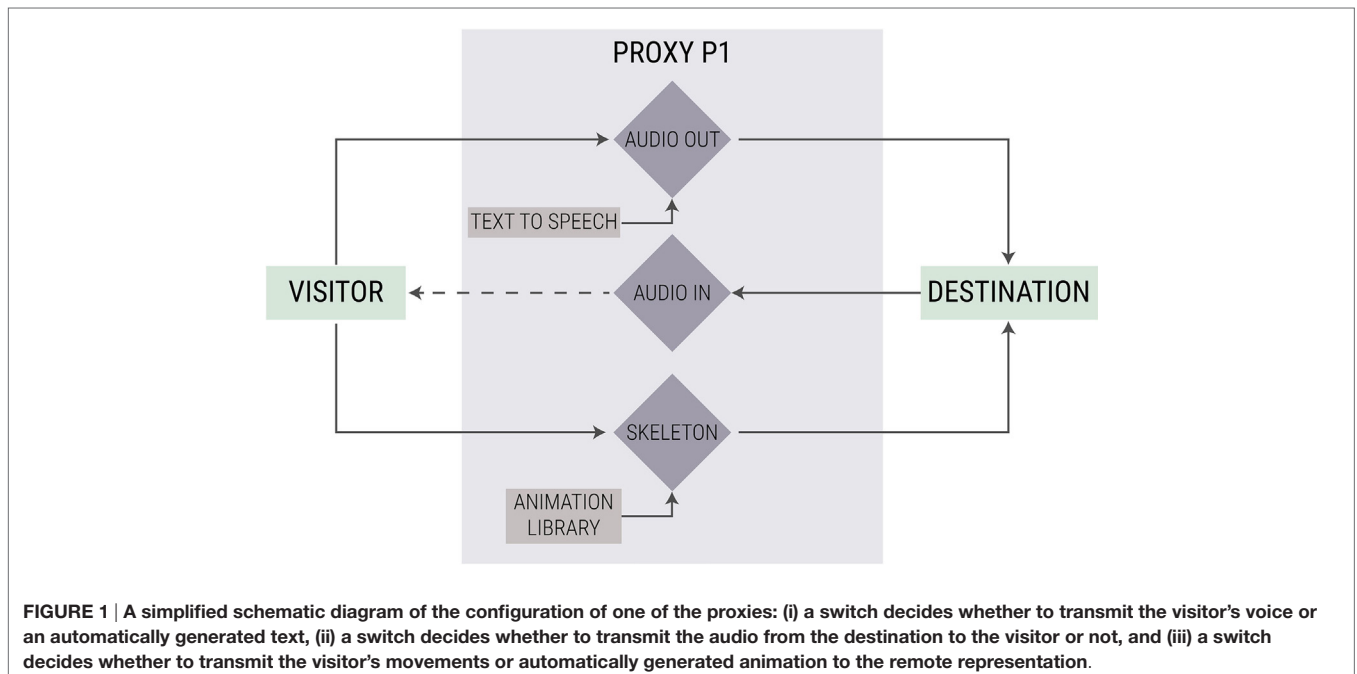 PROXY P1
AUDIO OUT
TEXT TO SPEECH
VISITOR
AUDIO IN
DESTINATION
SKELETON
ANIMATION
LIBRARY
FIGURE 1 | A simplified schematic diagram of the configuration of one of the proxies: (i) a switch decides whether to transmit the visitor’s voice or
an automatically generated text, (ii) a switch decides whether to transmit the audio from the destination to the visitor or not, and (iii) a switch
decides whether to transmit the visitor’s movements or automatically generated animation to the remote representation.